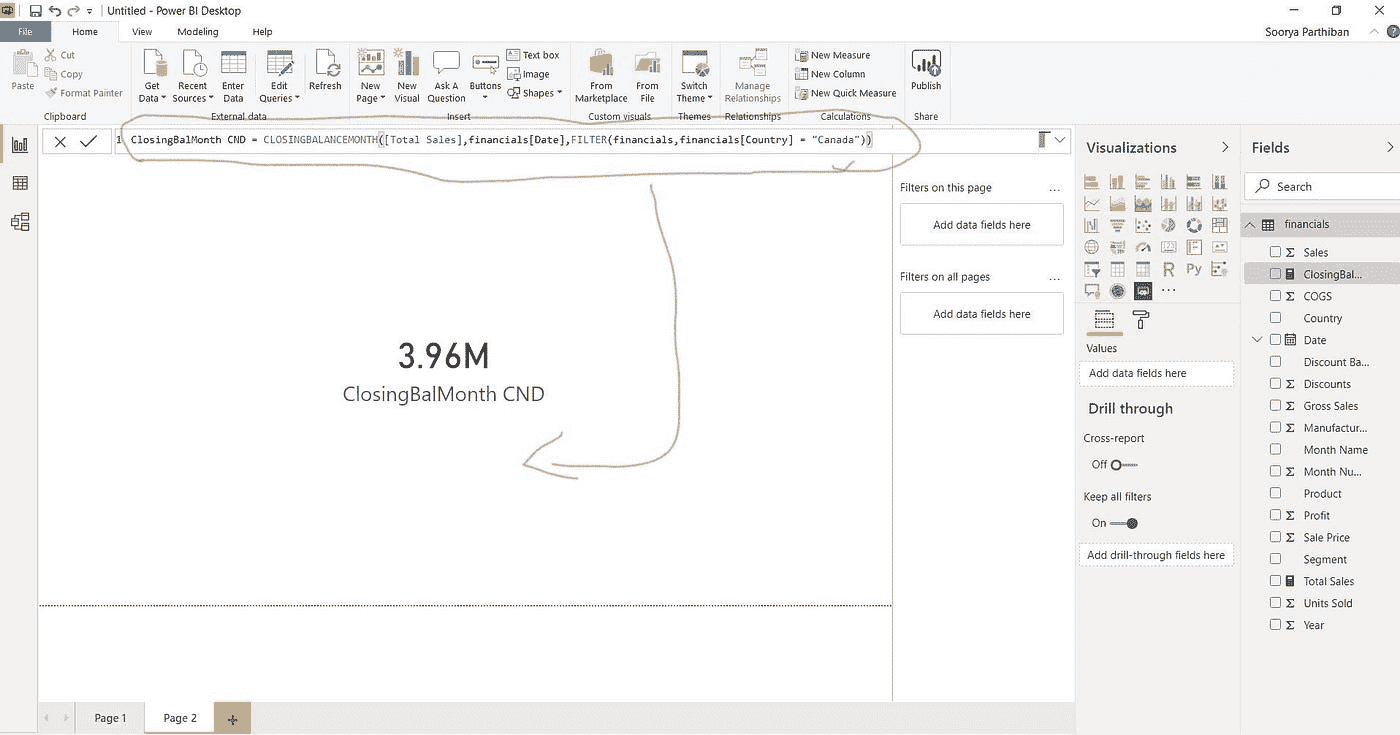 Untitled - Power BI Desktop
File Home View Modeling Help
Soorya Parthiban
Paste
Cut
Copy
Format Painter
Clipboard
Get Data
Recent Sources
Enter Data
Edit Queries
Refresh
External data
New Page
New Visual
Ask A Question
Buttons
Text box
Image
Shapes
Insert
From Marketplace
From File
Custom visuals
Switch Theme
Themes
Manage Relationships
Relationships
New Measure
New Column
New Quick Measure
Calculations
Publish
Share
1 ClosingBalMonth CND = CLOSINGBALANCEMONTH([Total Sales],financials[Date],FILTER(financials,financials[Country] = "Canada"))
3.96M
ClosingBalMonth CND
Filters on this page ...
Add data fields here
Filters on all pages ...
Add data fields here
Visualizations
R Py
...
Values
Add data fields here
Drill through
Cross-report
Off
Keep all filters
On
Add drill-through fields here
Fields
Search
financials
Sales
ClosingBal...
COGS
Country
Date
Discount Ba...
Discounts
Gross Sales
Manufactur...
Month Name
Month Nu...
Product
Profit
Sale Price
Segment
Total Sales
Units Sold
Year
Page 1 Page 2 +